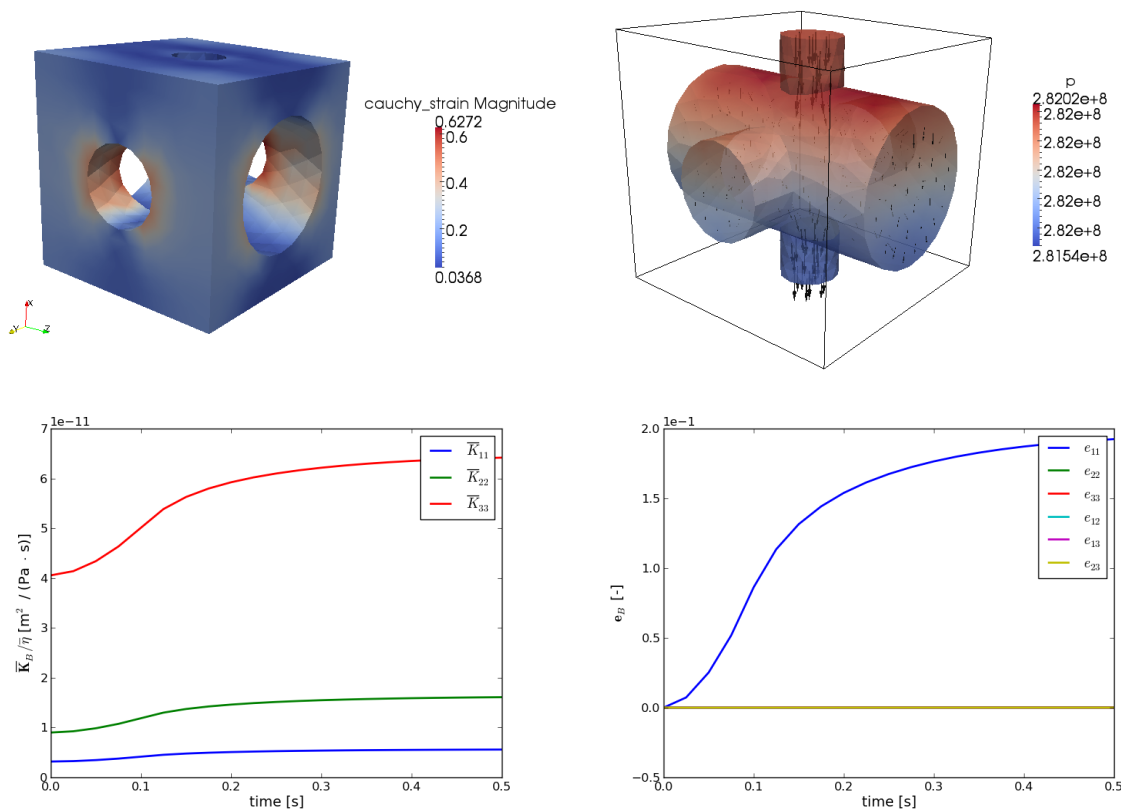 cauchy_strain Magnitude
0.6272
0.6
0.4
0.2
0.0368
X
Y
Z
p
2.8202e+8
2.82e+8
2.82e+8
2.82e+8
2.82e+8
2.8154e+8
1e−11
7
6
5
4
3
2
1
0
0.0 0.1 0.2 0.3 0.4 0.5
time [s]
K̅_B/η̅ [m² / (Pa · s)]
K̅₁₁
K̅₂₂
K̅₃₃
1e−1
2.0
1.5
1.0
0.5
0.0
−0.5
0.0 0.1 0.2 0.3 0.4 0.5
time [s]
e_B [-]
e₁₁
e₂₂
e₃₃
e₁₂
e₁₃
e₂₃